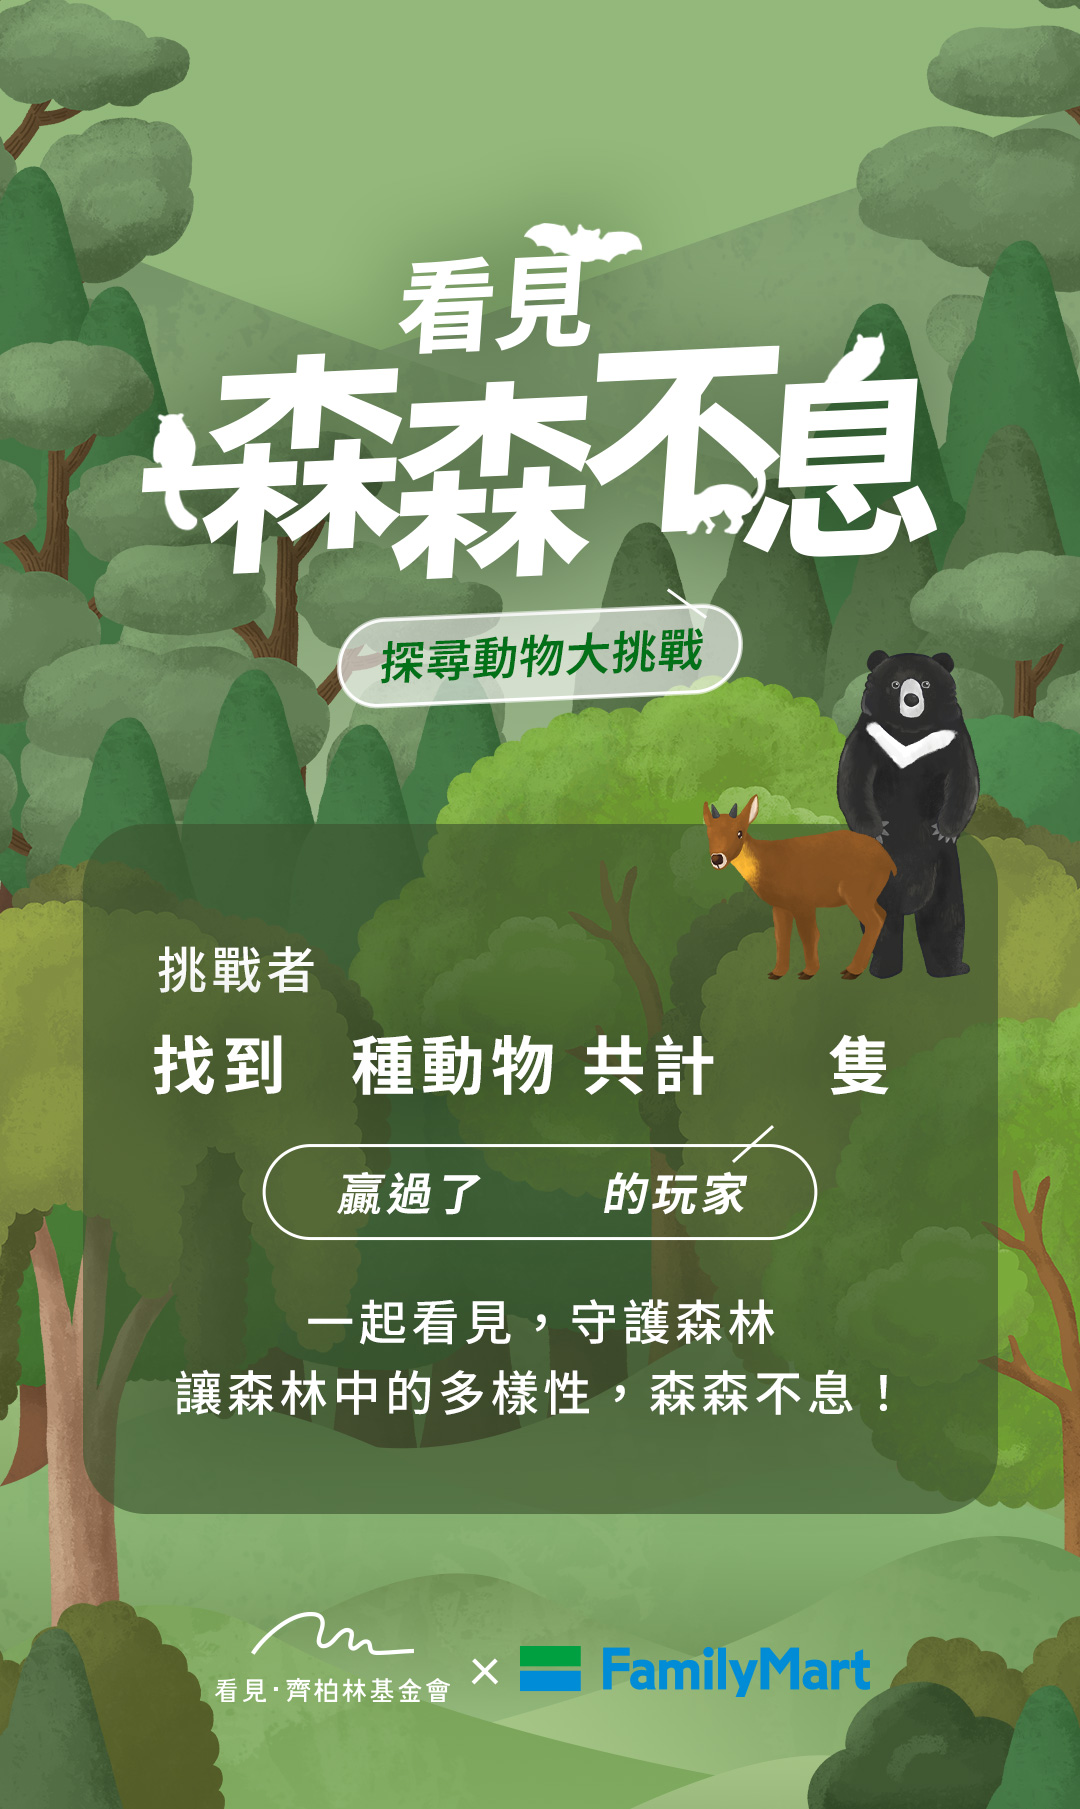 看見
森森不息
探尋動物大挑戰
挑戰者
找到 種動物 共計 隻
贏過了 的玩家
一起看見，守護森林
讓森林中的多樣性，森森不息！
看見·齊柏林基金會 × FamilyMart